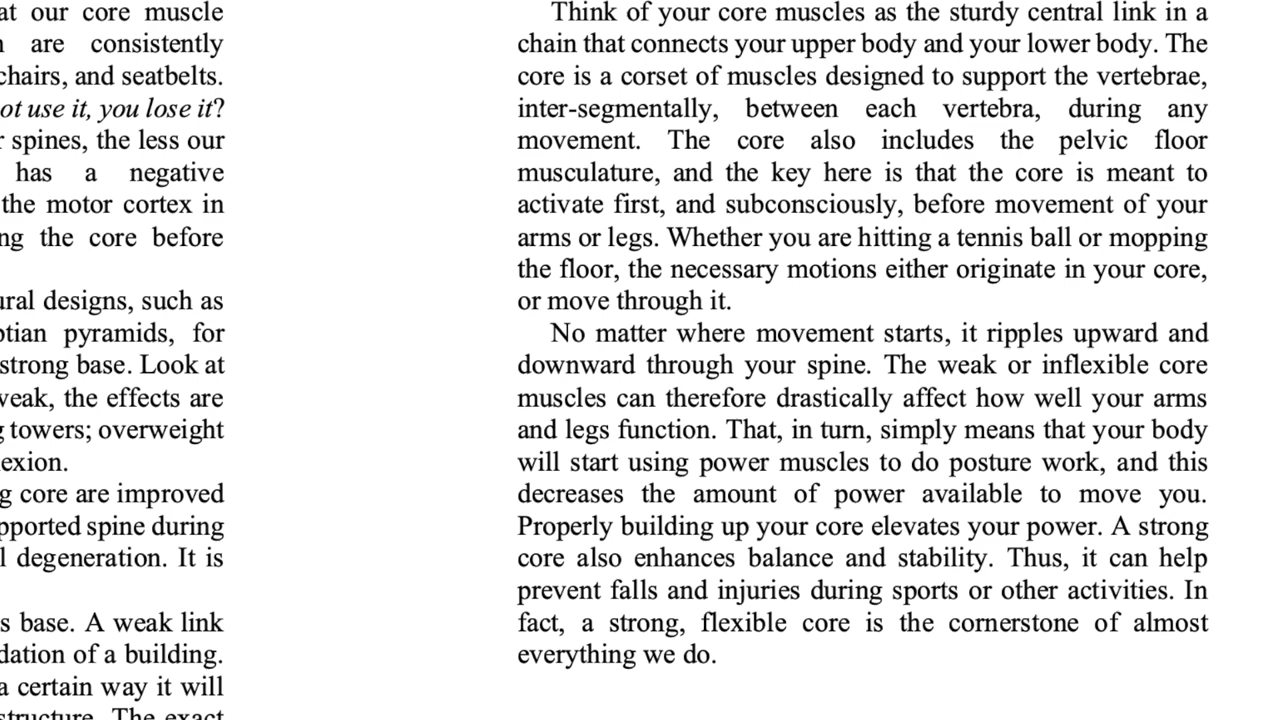 at our core muscle
are consistently
chairs, and seatbelts.
ot use it, you lose it?
spines, the less our
has a negative
the motor cortex in
ng the core before
ural designs, such as
ptian pyramids, for
strong base. Look at
weak, the effects are
g towers; overweight
lexion.
g core are improved
pported spine during
l degeneration. It is
s base. A weak link
dation of a building.
a certain way it will
structure. The exact
Think of your core muscles as the sturdy central link in a
chain that connects your upper body and your lower body. The
core is a corset of muscles designed to support the vertebrae,
inter-segmentally, between each vertebra, during any
movement. The core also includes the pelvic floor
musculature, and the key here is that the core is meant to
activate first, and subconsciously, before movement of your
arms or legs. Whether you are hitting a tennis ball or mopping
the floor, the necessary motions either originate in your core,
or move through it.
No matter where movement starts, it ripples upward and
downward through your spine. The weak or inflexible core
muscles can therefore drastically affect how well your arms
and legs function. That, in turn, simply means that your body
will start using power muscles to do posture work, and this
decreases the amount of power available to move you.
Properly building up your core elevates your power. A strong
core also enhances balance and stability. Thus, it can help
prevent falls and injuries during sports or other activities. In
fact, a strong, flexible core is the cornerstone of almost
everything we do.